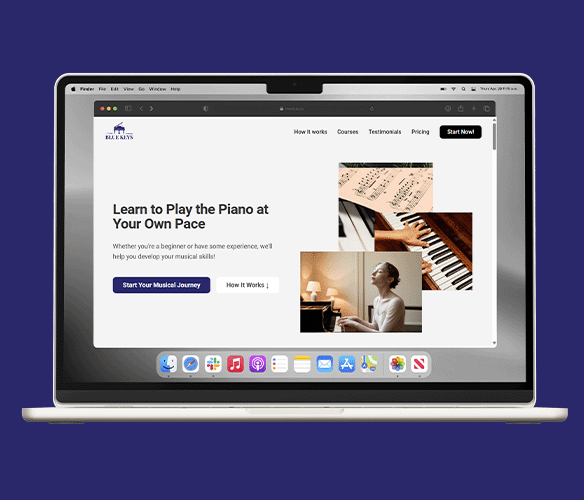 Finder File Edit View Go Window Help
BLUE KEYS
How it works Courses Testimonials Pricing Start Now!
Learn to Play the Piano at
Your Own Pace
Whether you're a beginner or have some experience, we'll
help you develop your musical skills!
Start Your Musical Journey How It Works ↓